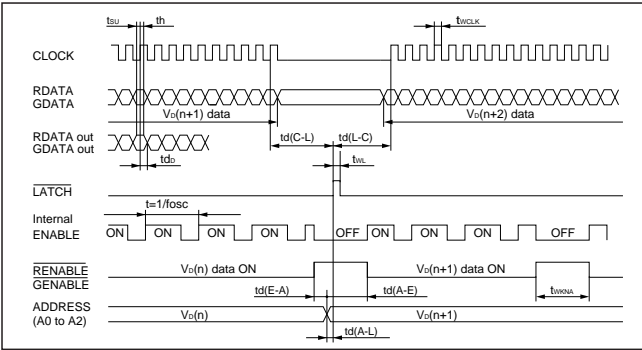 tSU th tWCLK
CLOCK
RDATA
GDATA
VD(n+1) data VD(n+2) data
RDATA out
GDATA out
td(C-L) td(L-C)
tdD tWL
LATCH
t=1/fosc
Internal
ENABLE
ON ON ON ON OFF ON ON ON OFF
RENABLE
GENABLE
VD(n) data ON VD(n+1) data ON
td(E-A) td(A-E) tWKNA
ADDRESS
(A0 to A2)
VD(n) VD(n+1)
td(A-L)